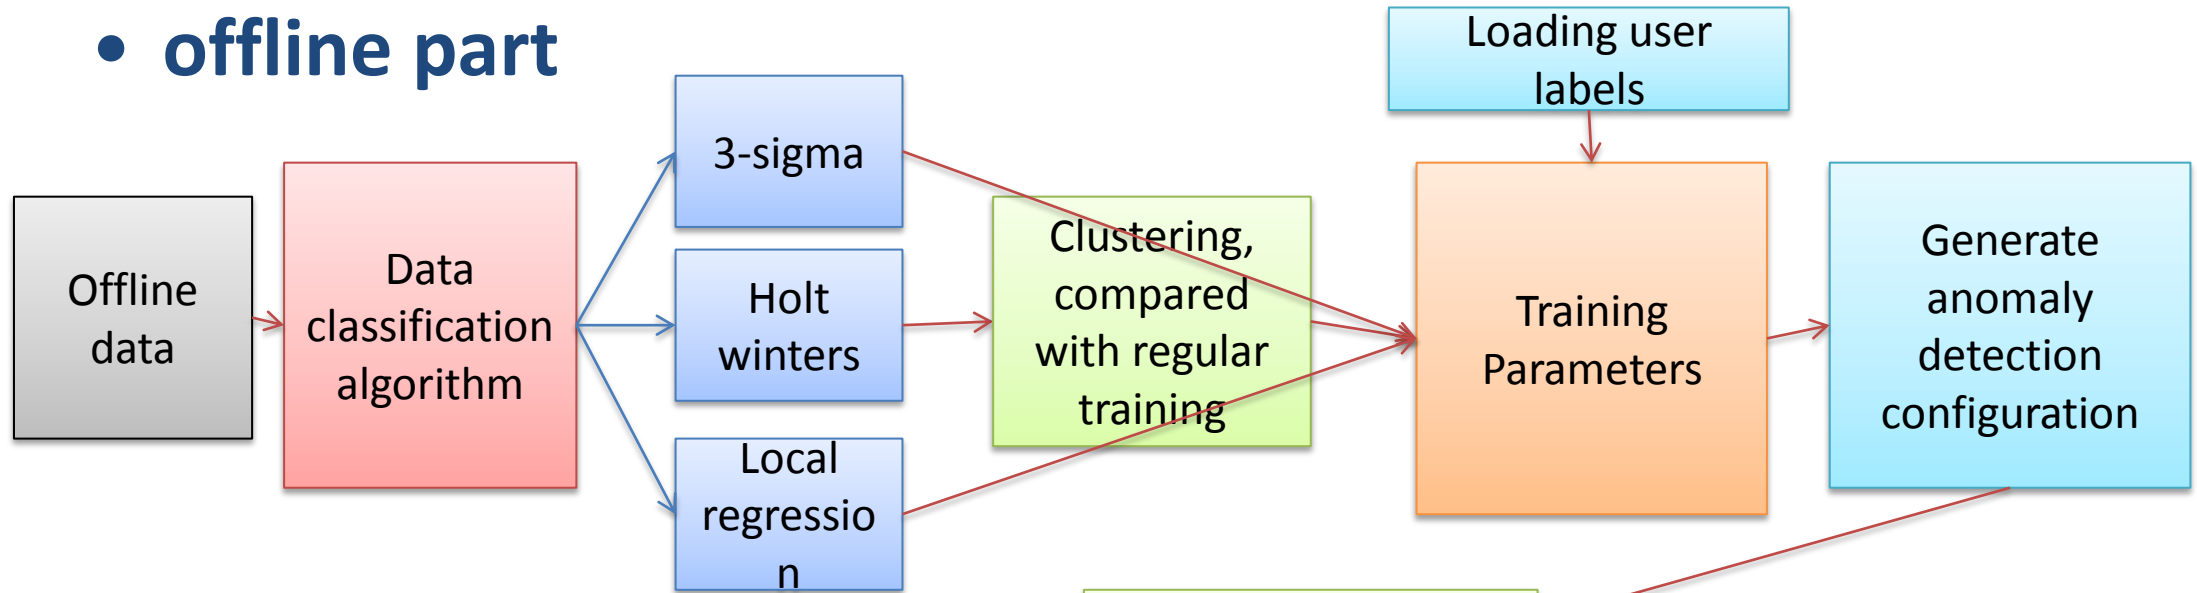 • offline part
Loading user
labels
3-sigma
Offline
data
Data
classification
algorithm
Holt
winters
Local
regressio
n
Clustering,
compared
with regular
training
Training
Parameters
Generate
anomaly
detection
configuration